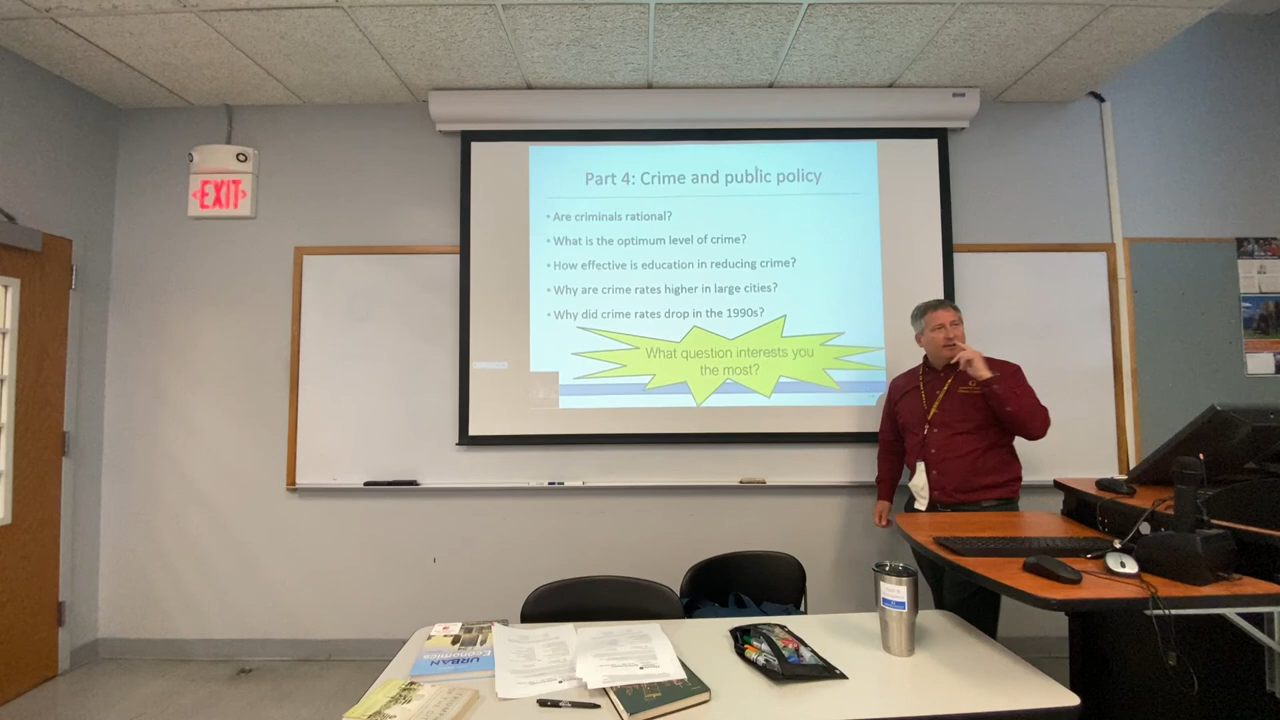 EXIT
Part 4: Crime and public policy
• Are criminals rational?
• What is the optimum level of crime?
• How effective is education in reducing crime?
• Why are crime rates higher in large cities?
• Why did crime rates drop in the 1990s?
What question interests you
the most?
URBAN
Economics